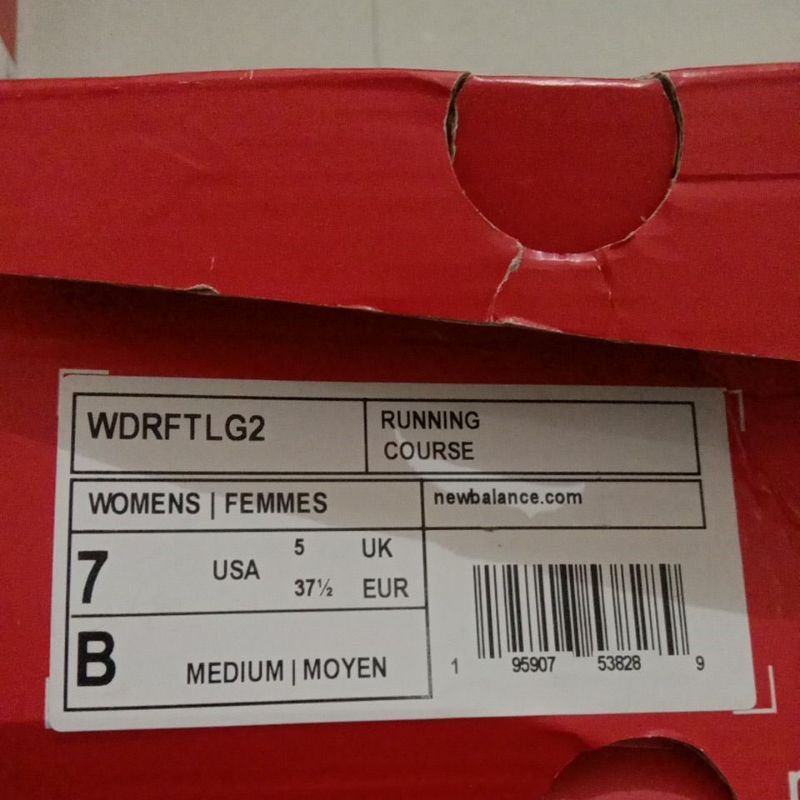 WDRFTLG2
RUNNING
COURSE
WOMENS | FEMMES
newbalance.com
7 USA 5 UK
37½ EUR
B MEDIUM | MOYEN
1 95907 53828 9